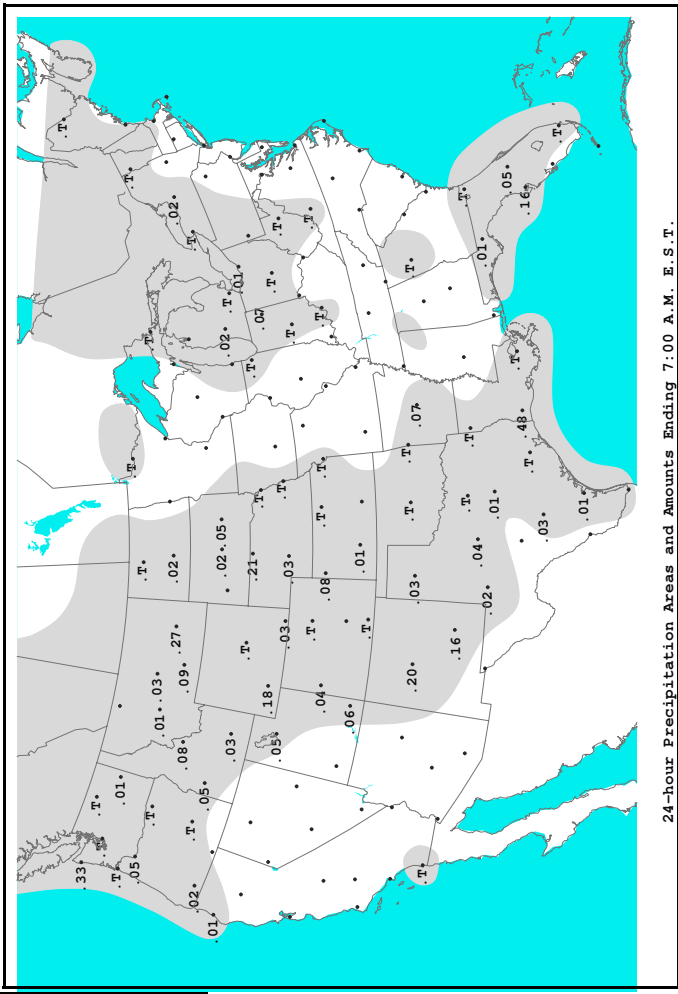 T
.33
T
T
T
.01
T
T
.05
T
T
T
.01
.03
.02
.02
.27
.08
.09
T
T
.02
.05
.01
.02
.05
.02
T
.03
.01
T
T
.21
.07
T
.18
T
.05
T
T
.03
.03
T
T
T
T
T
T
.04
.08
.06
.01
T
T
T
T
.20
.03
.07
T
.16
T
T
T
.04
.01
.02
.01
.05
T
.48
.16
T
.03
T
.01
24-hour Precipitation Areas and Amounts Ending 7:00 A.M. E.S.T.